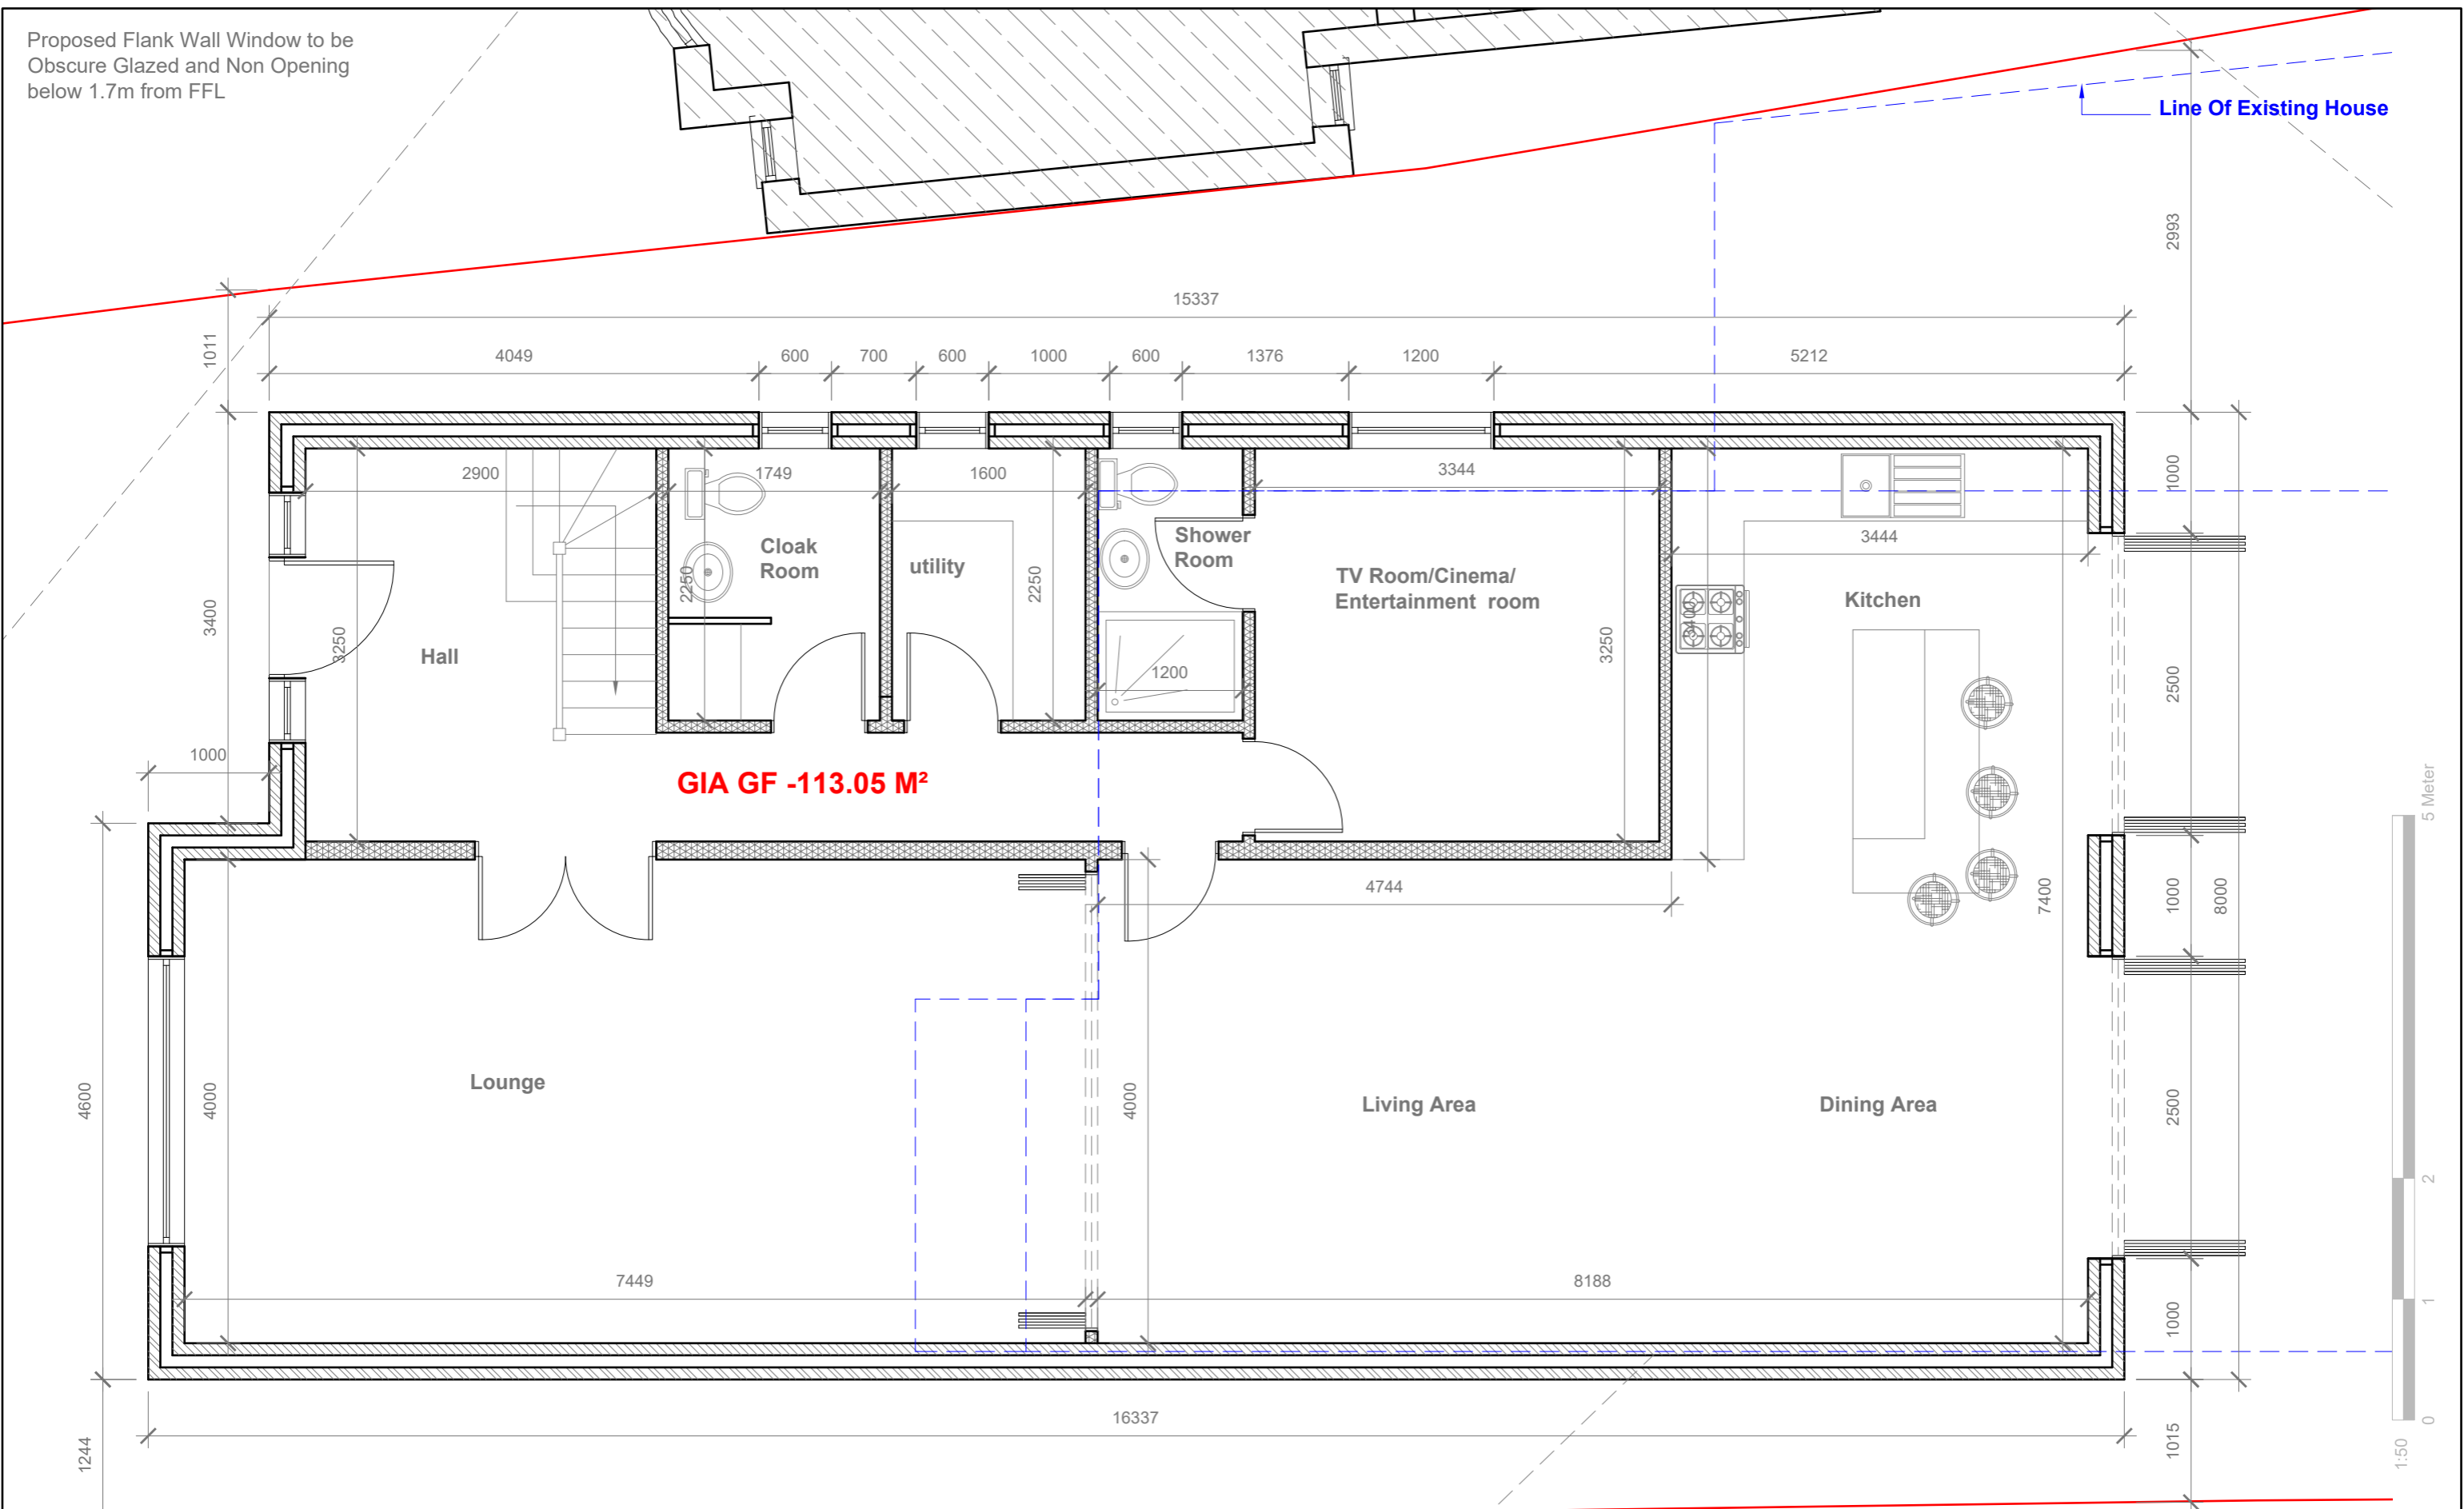 Proposed Flank Wall Window to be
Obscure Glazed and Non Opening
below 1.7m from FFL
Line Of Existing House
2993
15337
1011
4049
600
700
600
1000
600
1376
1200
5212
2900
1749
1600
3344
1000
3444
Cloak
Room
utility
Shower
Room
TV Room/Cinema/
Entertainment room
Kitchen
2250
2250
3400
3250
Hall
3250
3400
1200
2500
1000
GIA GF -113.05 M²
5 Meter
4744
7400
1000
8000
4600
4000
Lounge
4000
Living Area
Dining Area
2500
2
7449
8188
1000
1
16337
1244
1015
0
1:50